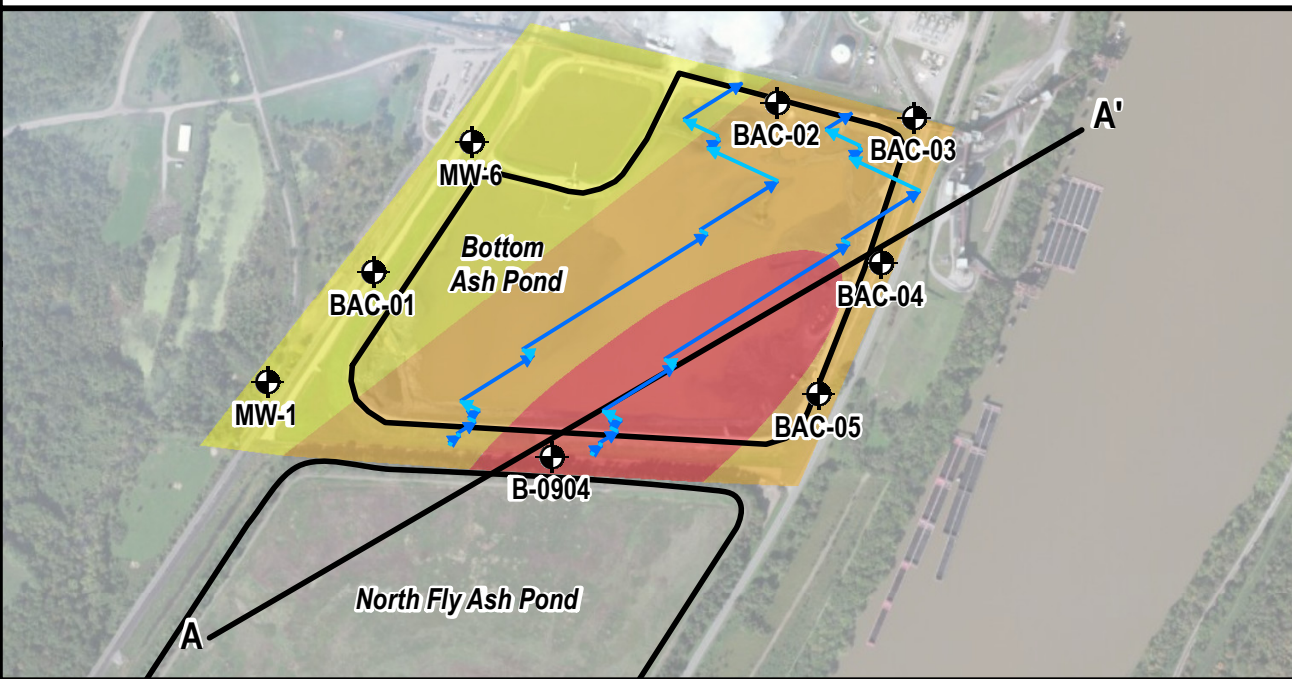 A'
BAC-02
BAC-03
MW-6
Bottom
Ash Pond
BAC-01
BAC-04
MW-1
BAC-05
B-0904
North Fly Ash Pond
A